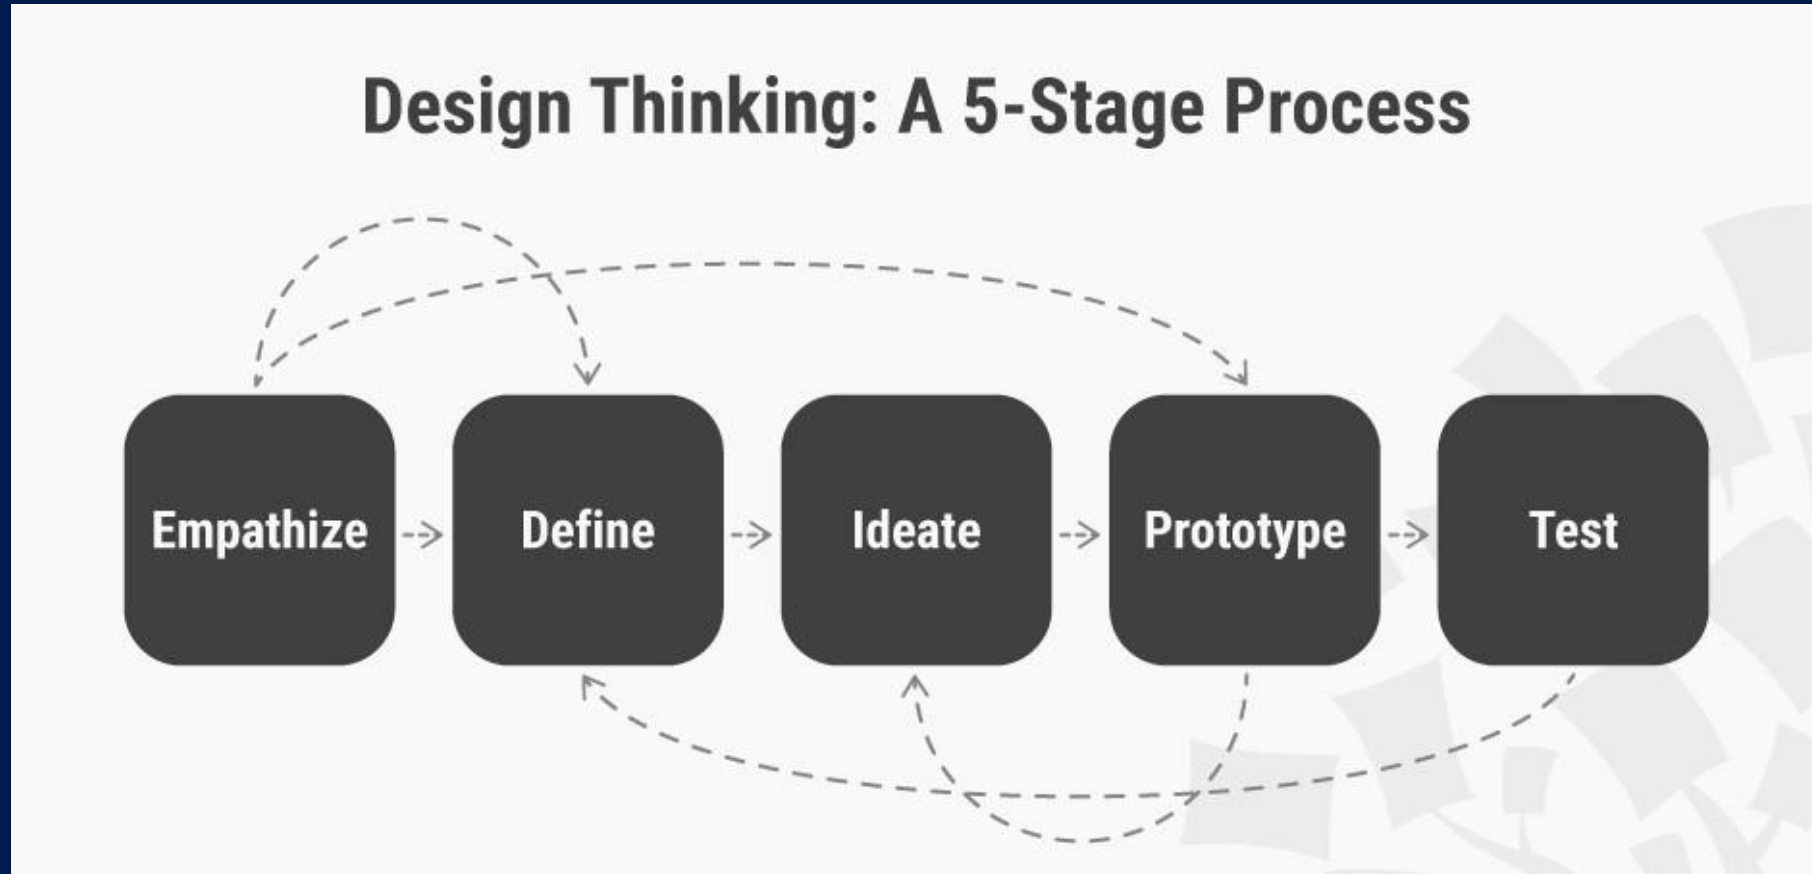 Design Thinking: A 5-Stage Process
Empathize
Define
Ideate
Prototype
Test